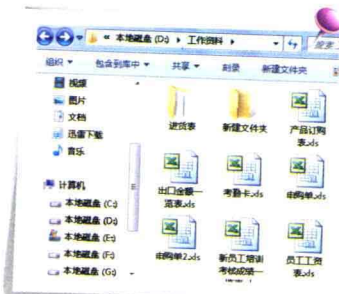 « 本地磁盘 (D:) ▸ 工作资料 ▸
搜索
组织 ▾ 包含到库中 ▾ 共享 ▾ 刻录 新建文件夹
视频
图片
文档
迅雷下载
音乐
计算机
本地磁盘 (C:)
本地磁盘 (D:)
本地磁盘 (E:)
本地磁盘 (F:)
本地磁盘 (G:)
进货表
新建文件夹
产品订购
表.xls
出口金额一
览表.xls
考勤卡.xls
申购单.xls
申购单2.xls
新员工培训
考试成绩一
员工工资
表.xls